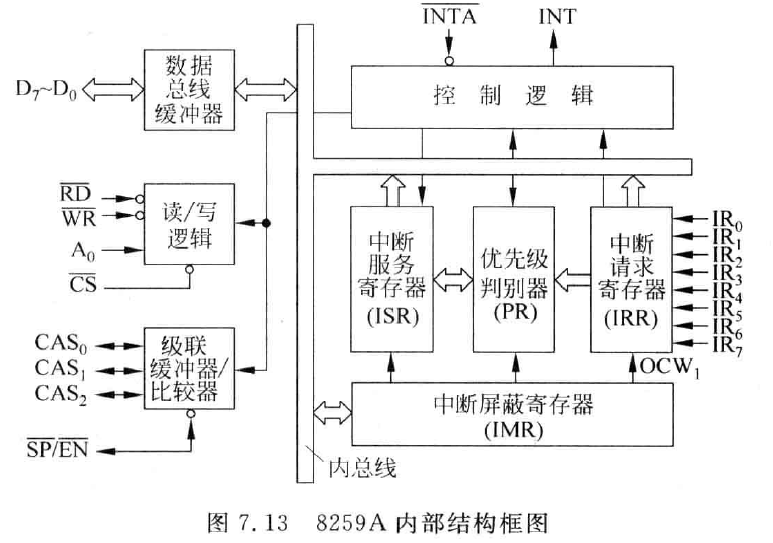 INTA INT
D7~D0
数据
总线
缓冲器
控制逻辑
RD
WR
A0
CS
读/写
逻辑
中断
服务
寄存器
(ISR)
优先级
判别器
(PR)
中断
请求
寄存器
(IRR)
IR0
IR1
IR2
IR3
IR4
IR5
IR6
IR7
CAS0
CAS1
CAS2
级联
缓冲器/
比较器
SP/EN
OCW1
中断屏蔽寄存器
(IMR)
内总线
图 7.13 8259A 内部结构框图